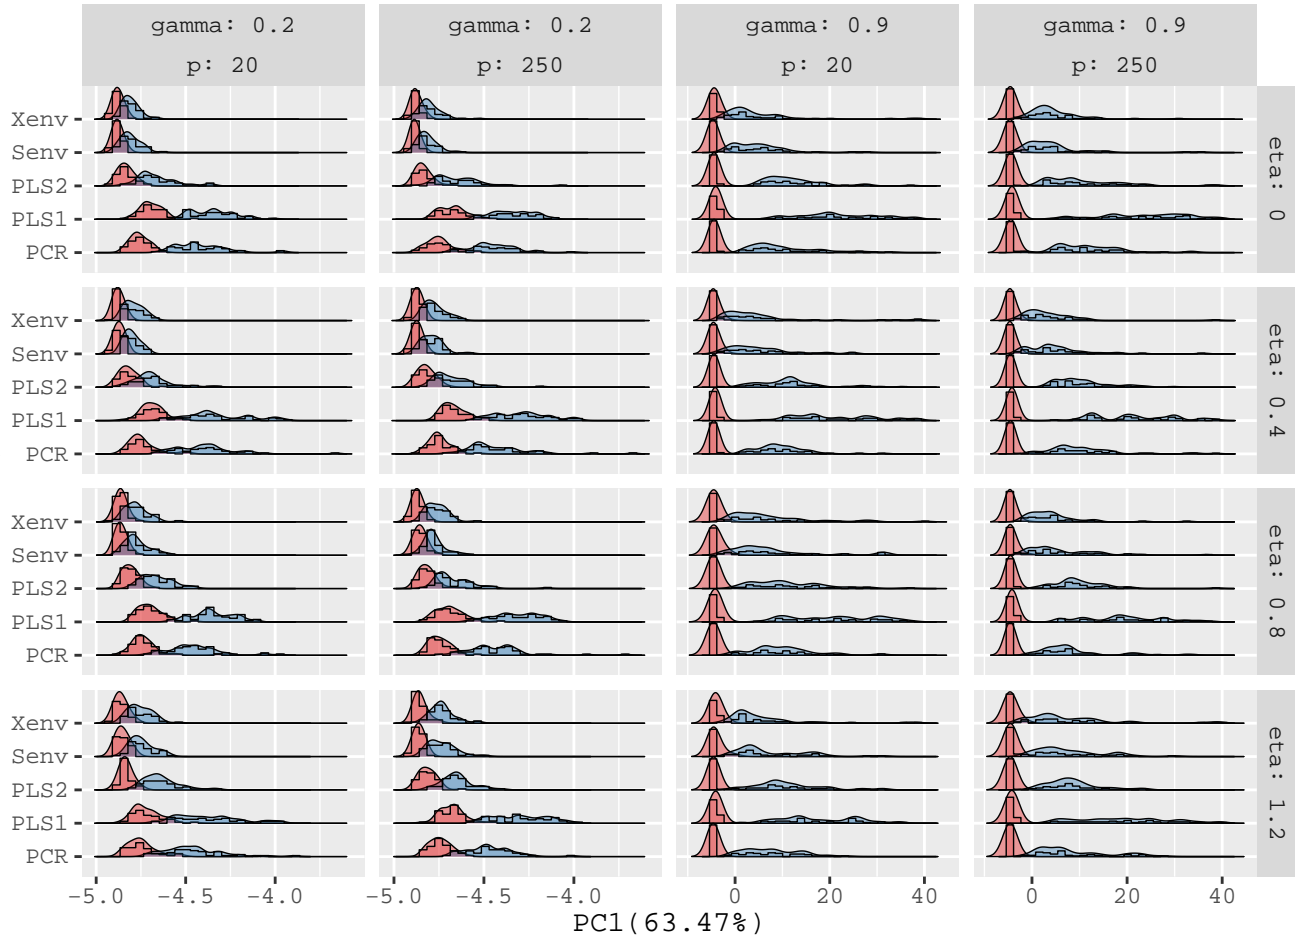 gamma: 0.2 gamma: 0.2 gamma: 0.9 gamma: 0.9
p: 20 p: 250 p: 20 p: 250
Xenv
Senv
PLS2
PLS1
PCR
eta: 0
Xenv
Senv
PLS2
PLS1
PCR
eta: 0.4
Xenv
Senv
PLS2
PLS1
PCR
eta: 0.8
Xenv
Senv
PLS2
PLS1
PCR
eta: 1.2
−5.0 −4.5 −4.0 −5.0 −4.5 −4.0 0 20 40 0 20 40
PC1(63.47%)